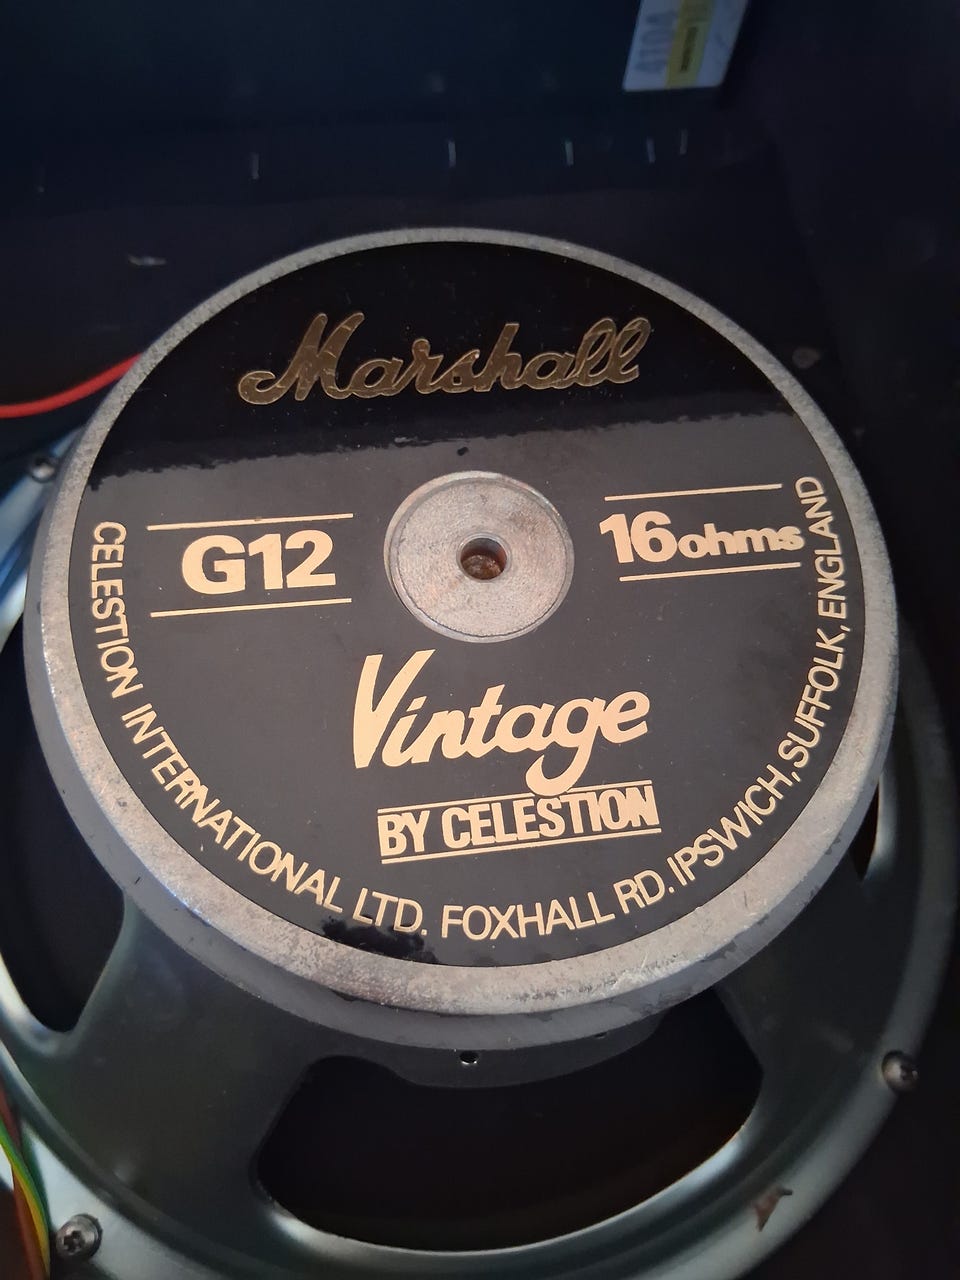 Marshall
G12
16ohms
Vintage
BY CELESTION
CELESTION INTERNATIONAL LTD. FOXHALL RD. IPSWICH, SUFFOLK, ENGLAND